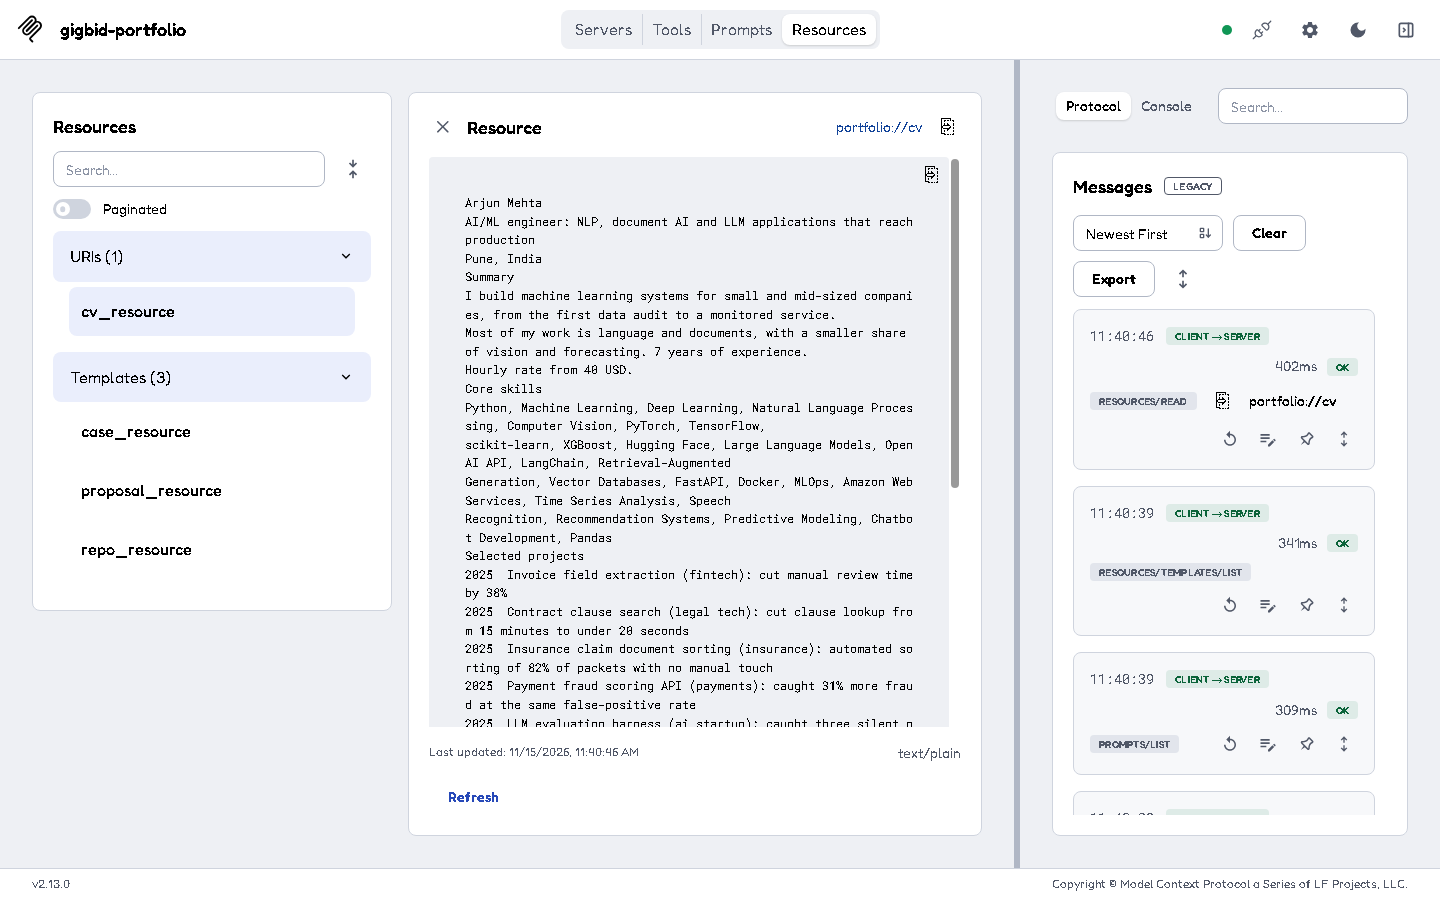 gigbid-portfolio
Servers
Tools
Prompts
Resources
Resources
Search...
Paginated
URIs (1)
cv_resource
Templates (3)
case_resource
proposal_resource
repo_resource
Resource
portfolio://cv
Arjun Mehta
AI/ML engineer: NLP, document AI and LLM applications that reach
production
Pune, India
Summary
I build machine learning systems for small and mid-sized compani
es, from the first data audit to a monitored service.
Most of my work is language and documents, with a smaller share
of vision and forecasting. 7 years of experience.
Hourly rate from 40 USD.
Core skills
Python, Machine Learning, Deep Learning, Natural Language Proces
sing, Computer Vision, PyTorch, TensorFlow,
scikit-learn, XGBoost, Hugging Face, Large Language Models, Open
AI API, LangChain, Retrieval-Augmented
Generation, Vector Databases, FastAPI, Docker, MLOps, Amazon Web
Services, Time Series Analysis, Speech
Recognition, Recommendation Systems, Predictive Modeling, Chatbo
t Development, Pandas
Selected projects
2025  Invoice field extraction (fintech): cut manual review time
by 38%
2025  Contract clause search (legal tech): cut clause lookup fro
m 15 minutes to under 20 seconds
2025  Insurance claim document sorting (insurance): automated so
rting of 82% of packets with no manual touch
2025  Payment fraud scoring API (payments): caught 31% more frau
d at the same false-positive rate
2025  LLM evaluation harness (ai startup): caught three silent
Last updated: 11/15/2026, 11:40:46 AM
text/plain
Refresh
Protocol
Console
Search...
Messages
LEGACY
Newest First
Clear
Export
11:40:46 CLIENT→SERVER
402ms OK
RESOURCES/READ portfolio://cv
11:40:39 CLIENT→SERVER
341ms OK
RESOURCES/TEMPLATES/LIST
11:40:39 CLIENT→SERVER
309ms OK
PROMPTS/LIST
v2.13.0
Copyright © Model Context Protocol a Series of LF Projects, LLC.